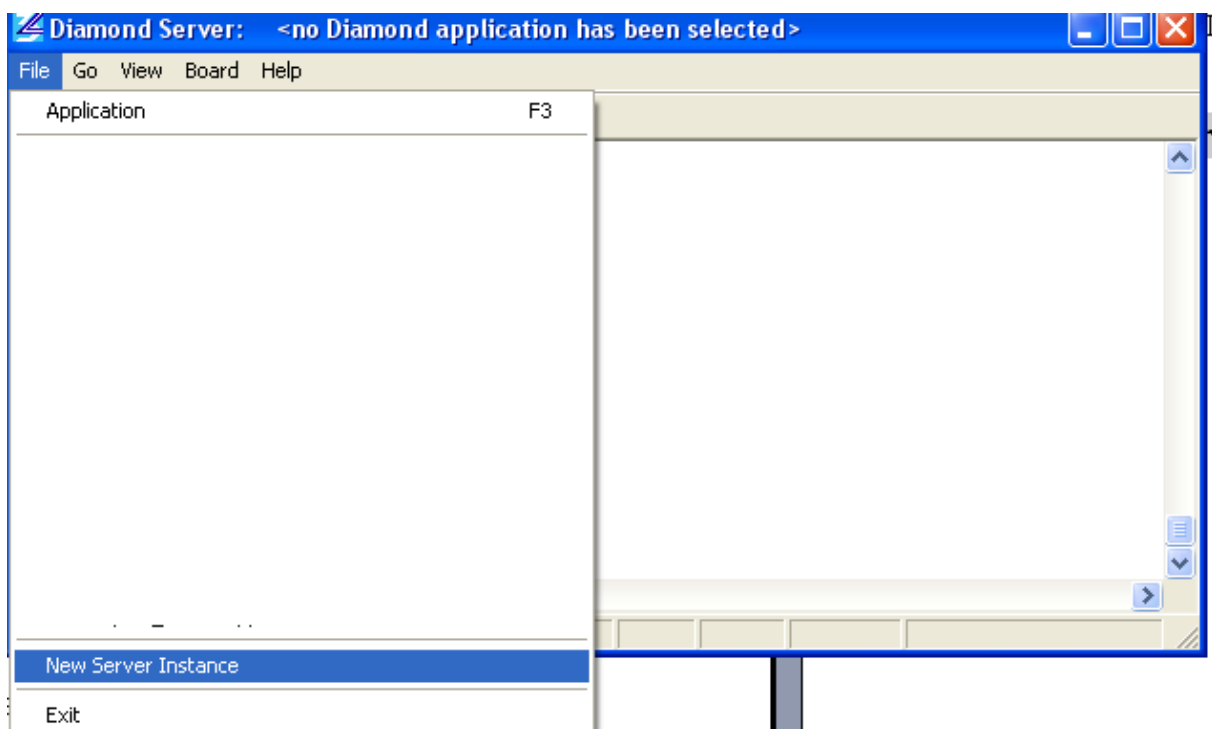 Diamond Server: <no Diamond application has been selected>
File Go View Board Help
Application F3
New Server Instance
Exit